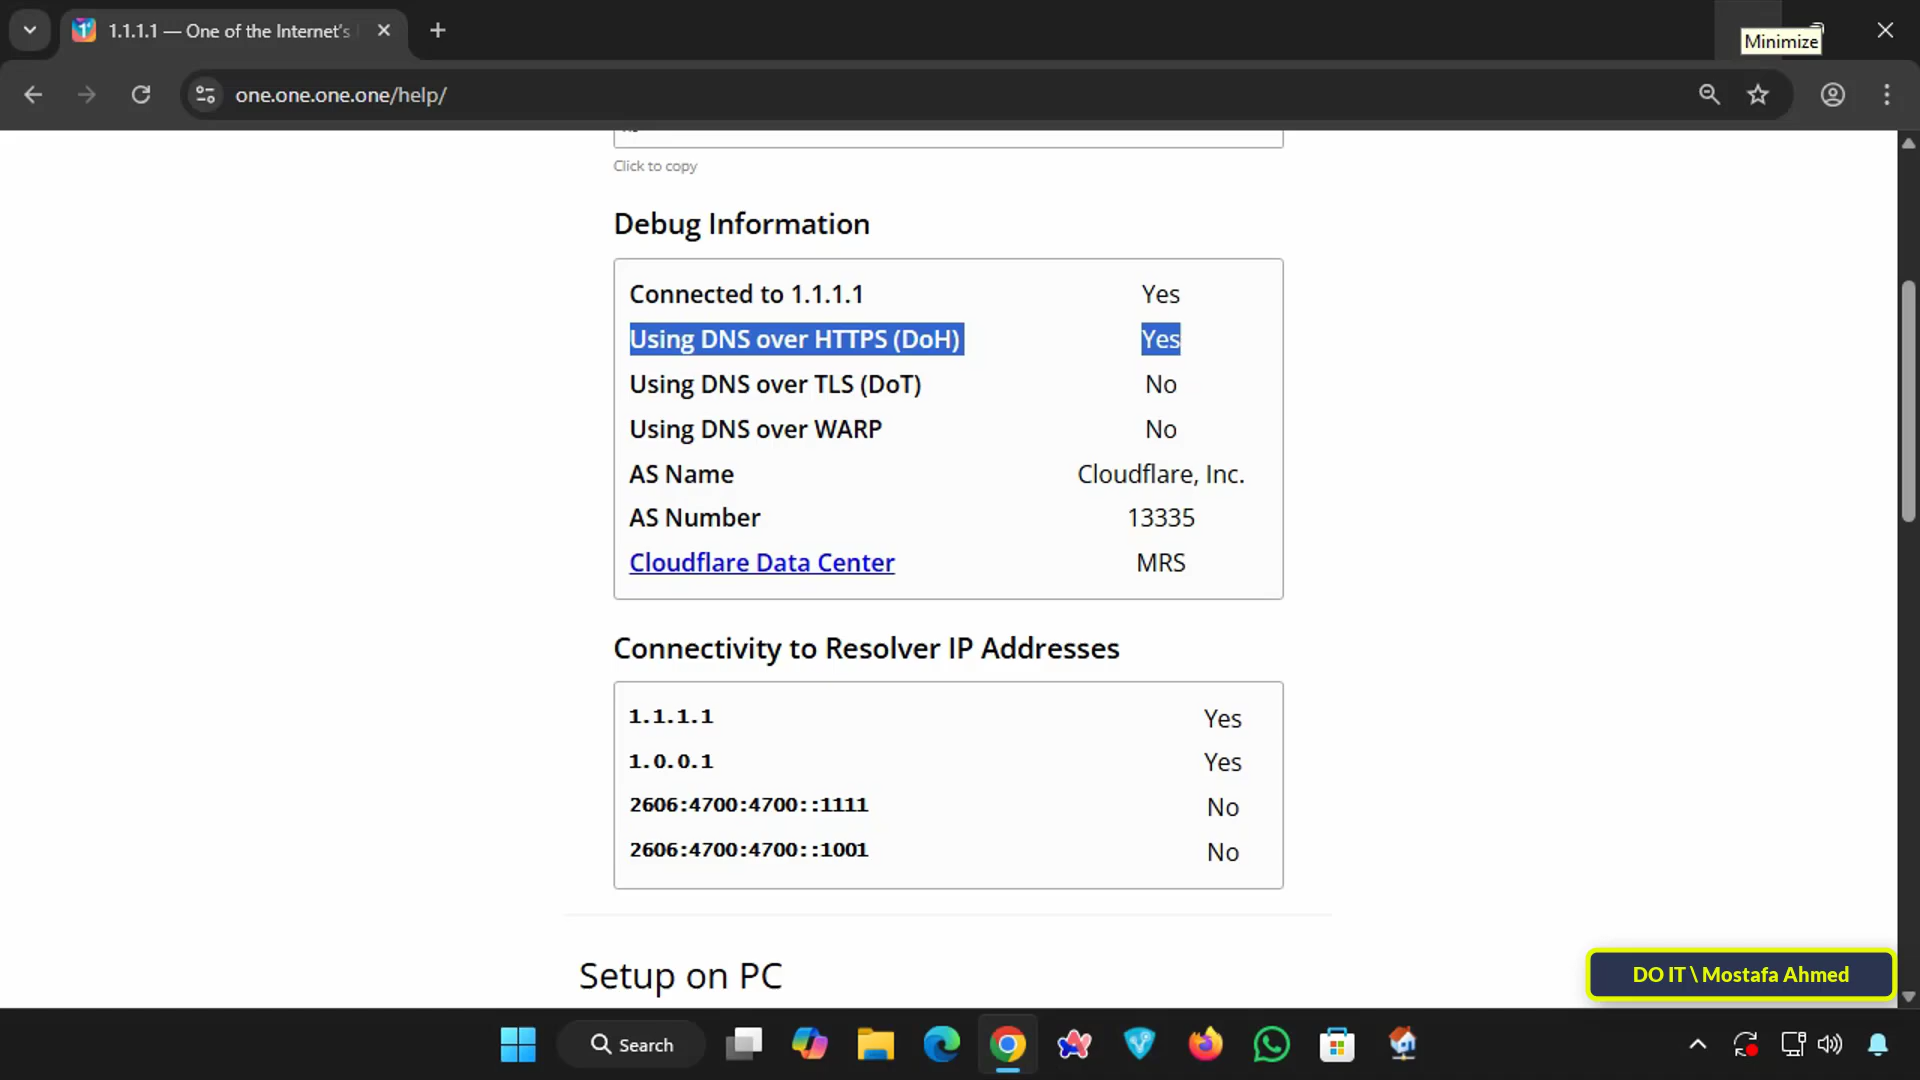 1.1.1.1 — One of the Internet's
Minimize
one.one.one.one/help/
Click to copy
Debug Information
Connected to 1.1.1.1 Yes
Using DNS over HTTPS (DoH) Yes
Using DNS over TLS (DoT) No
Using DNS over WARP No
AS Name Cloudflare, Inc.
AS Number 13335
Cloudflare Data Center MRS
Connectivity to Resolver IP Addresses
1.1.1.1 Yes
1.0.0.1 Yes
2606:4700:4700::1111 No
2606:4700:4700::1001 No
Setup on PC
DO IT \ Mostafa Ahmed
Search